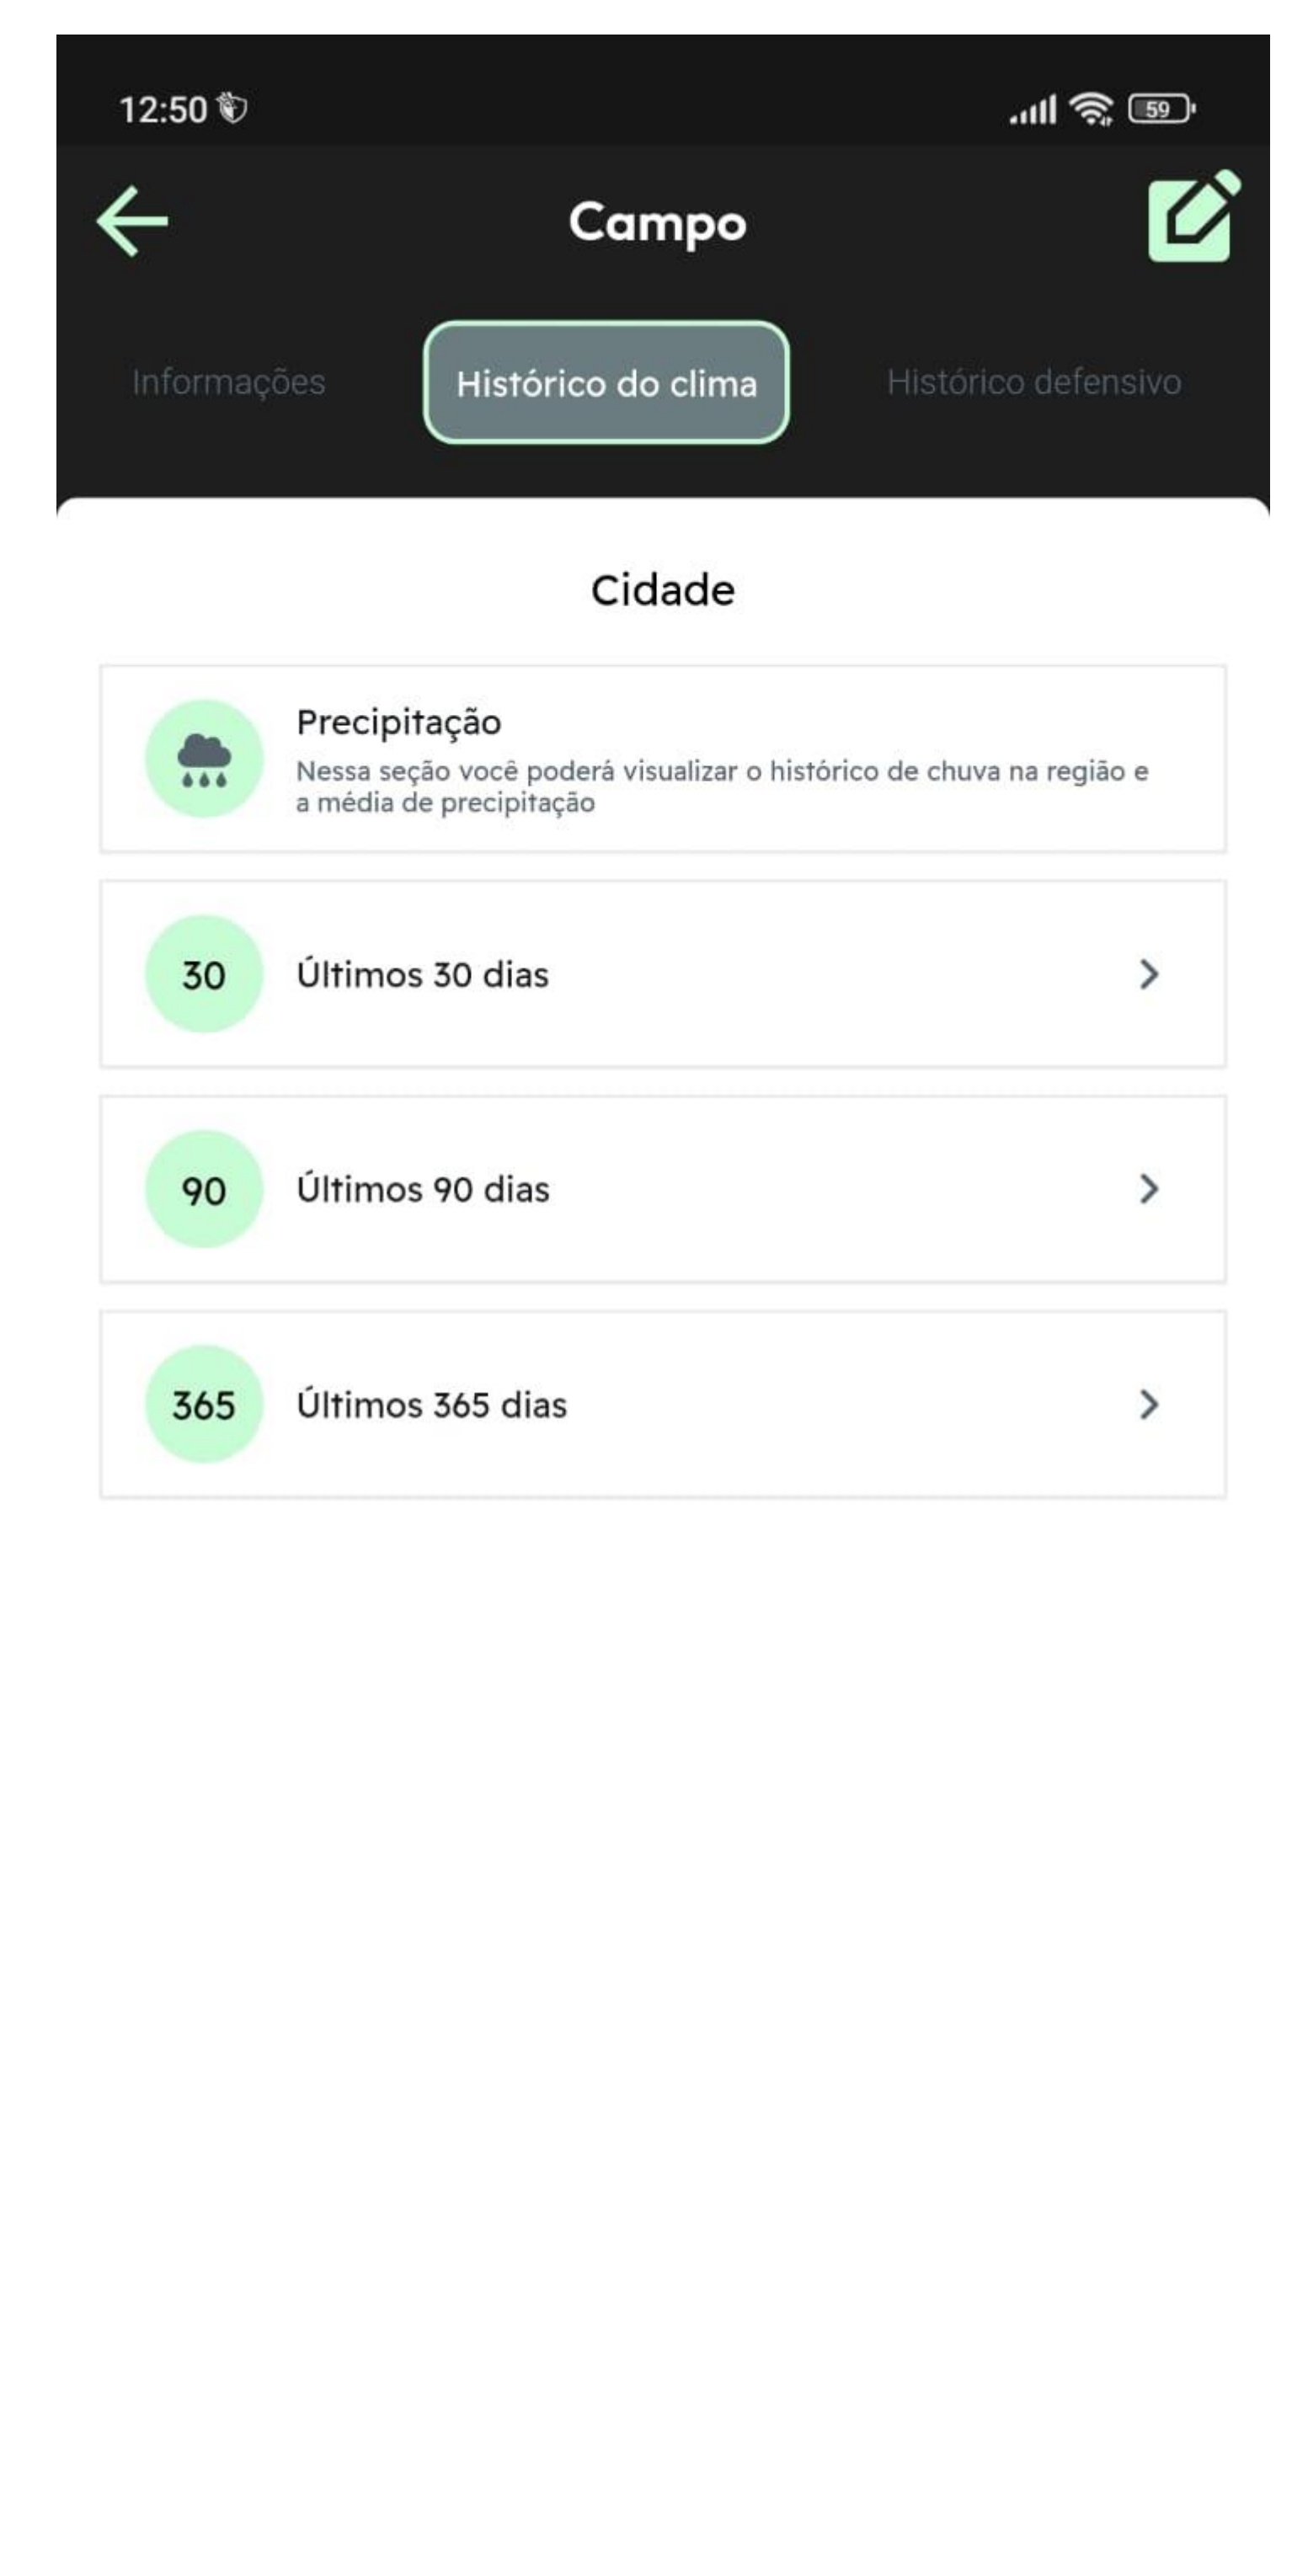 12:50
59
Campo
Informações
Histórico do clima
Histórico defensivo
Cidade
Precipitação
Nessa seção você poderá visualizar o histórico de chuva na região e
a média de precipitação
30
Últimos 30 dias
90
Últimos 90 dias
365
Últimos 365 dias